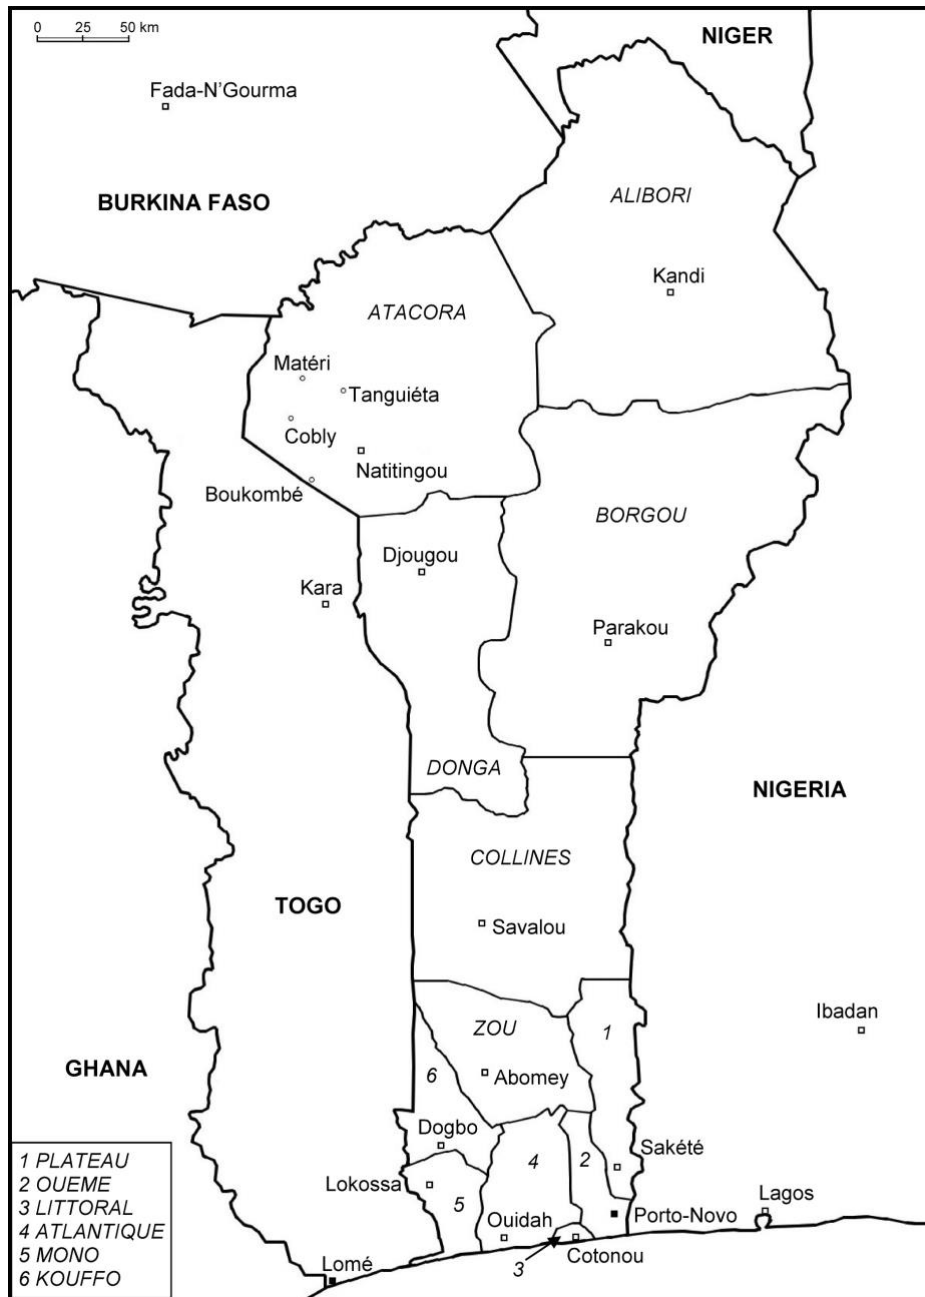 0 25 50 km
NIGER
Fada-N'Gourma
BURKINA FASO
ALIBORI
Kandi
ATACORA
Matéri
Tanguiéta
Cobly
Natitingou
Boukombé
BORGOU
Djougou
Kara
Parakou
DONGA
NIGERIA
COLLINES
TOGO
Savalou
Ibadan
ZOU
1
GHANA
6
Abomey
Dogbo
4
2
Sakété
Lokossa
5
Lagos
Ouidah
Porto-Novo
Cotonou
3
Lomé
1 PLATEAU
2 OUEME
3 LITTORAL
4 ATLANTIQUE
5 MONO
6 KOUFFO